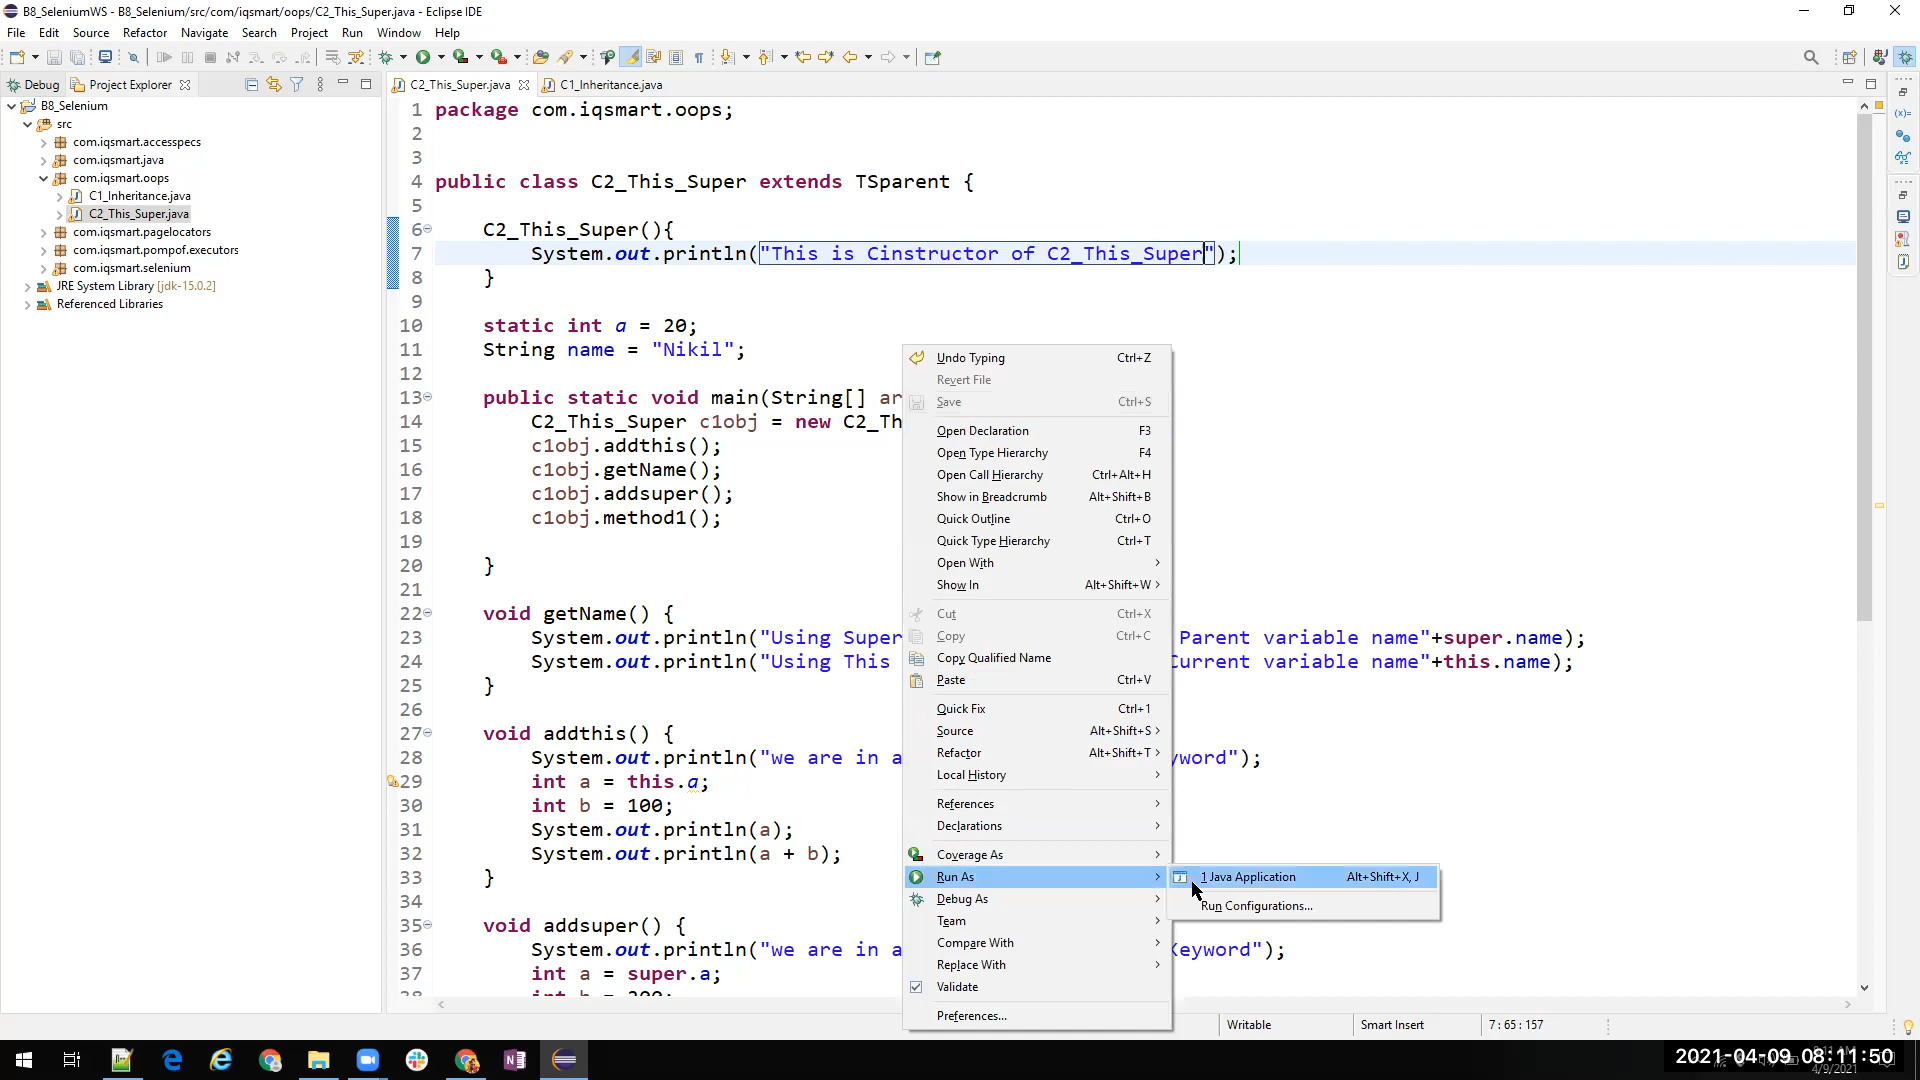 B8_SeleniumWS - B8_Selenium/src/com/iqsmart/oops/C2_This_Super.java - Eclipse IDE
File Edit Source Refactor Navigate Search Project Run Window Help
Debug Project Explorer
C2_This_Super.java C1_Inheritance.java
B8_Selenium
src
com.iqsmart.accesspecs
com.iqsmart.java
com.iqsmart.oops
C1_Inheritance.java
C2_This_Super.java
com.iqsmart.pagelocators
com.iqsmart.pompof.executors
com.iqsmart.selenium
JRE System Library [jdk-15.0.2]
Referenced Libraries
1 package com.iqsmart.oops;
2
3
4 public class C2_This_Super extends TSparent {
5
6 C2_This_Super(){
7 System.out.println("This is Cinstructor of C2_This_Super");
8 }
9
10 static int a = 20;
11 String name = "Nikil";
12
13 public static void main(String[] ar
14 C2_This_Super c1obj = new C2_Th
15 c1obj.addthis();
16 c1obj.getName();
17 c1obj.addsuper();
18 c1obj.method1();
19
20 }
21
22 void getName() {
23 System.out.println("Using Super Parent variable name"+super.name);
24 System.out.println("Using This Current variable name"+this.name);
25 }
26
27 void addthis() {
28 System.out.println("we are in a yword");
29 int a = this.a;
30 int b = 100;
31 System.out.println(a);
32 System.out.println(a + b);
33 }
34
35 void addsuper() {
36 System.out.println("we are in a Keyword");
37 int a = super.a;
Undo Typing Ctrl+Z
Revert File
Save Ctrl+S
Open Declaration F3
Open Type Hierarchy F4
Open Call Hierarchy Ctrl+Alt+H
Show in Breadcrumb Alt+Shift+B
Quick Outline Ctrl+O
Quick Type Hierarchy Ctrl+T
Open With
Show In Alt+Shift+W
Cut Ctrl+X
Copy Ctrl+C
Copy Qualified Name
Paste Ctrl+V
Quick Fix Ctrl+1
Source Alt+Shift+S
Refactor Alt+Shift+T
Local History
References
Declarations
Coverage As
Run As
Debug As
Team
Compare With
Replace With
Validate
Preferences...
1 Java Application Alt+Shift+X, J
Run Configurations...
Writable Smart Insert 7 : 65 : 157
2021-04-09 08:11:50
4/9/2021